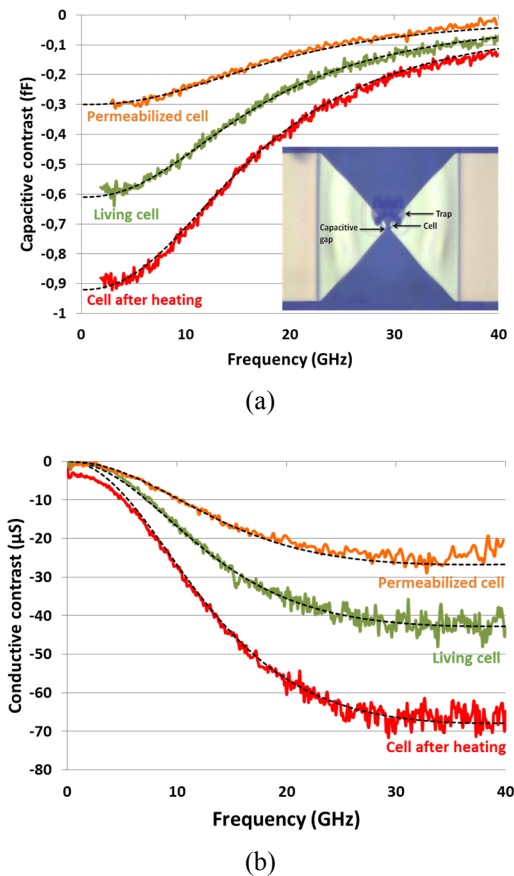 0
-0,1
-0,2
-0,3
-0,4
-0,5
-0,6
-0,7
-0,8
-0,9
-1
Capacitive contrast (fF)
Permeabilized cell
Living cell
Cell after heating
Trap
Cell
Capacitive
gap
0 10 20 30 40
Frequency (GHz)
(a)
0
-10
-20
-30
-40
-50
-60
-70
-80
Conductive contrast (µS)
Permeabilized cell
Living cell
Cell after heating
0 10 20 30 40
Frequency (GHz)
(b)